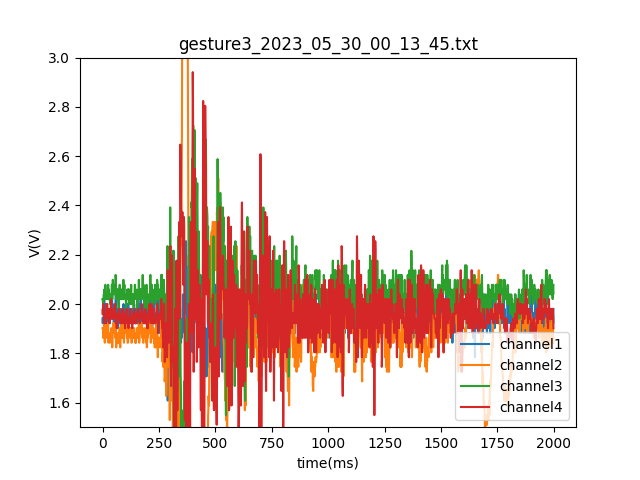 gesture3_2023_05_30_00_13_45.txt
3.0
2.8
2.6
2.4
2.2
2.0
1.8
1.6
V(V)
channel1
channel2
channel3
channel4
0 250 500 750 1000 1250 1500 1750 2000
time(ms)